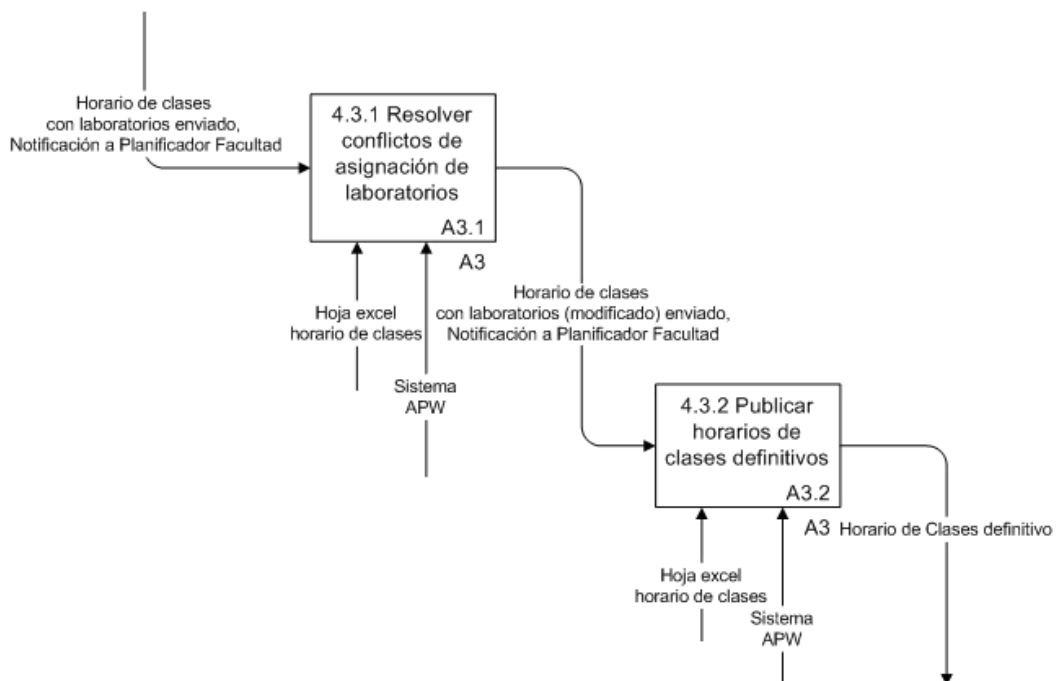 Horario de clases
con laboratorios enviado,
Notificación a Planificador Facultad
4.3.1 Resolver
conflictos de
asignación de
laboratorios
A3.1
A3
Hoja excel
horario de clases
Sistema
APW
Horario de clases
con laboratorios (modificado) enviado,
Notificación a Planificador Facultad
4.3.2 Publicar
horarios de
clases definitivos
A3.2
A3
Horario de Clases definitivo
Hoja excel
horario de clases
Sistema
APW